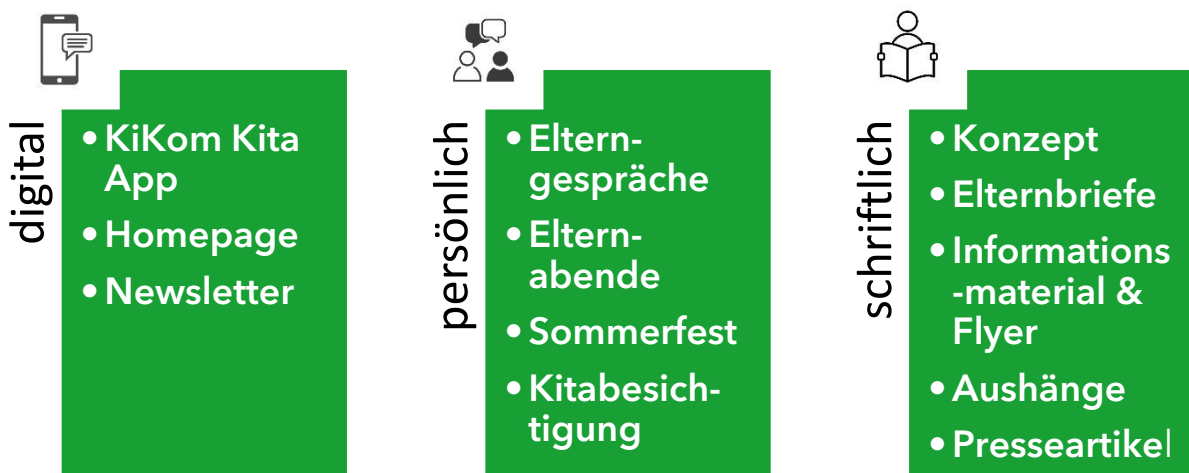 digital
• KiKom Kita
App
• Homepage
• Newsletter
persönlich
• Eltern-
gespräche
• Eltern-
abende
• Sommerfest
• Kitabesich-
tigung
schriftlich
• Konzept
• Elternbriefe
• Informations
-material &
Flyer
• Aushänge
• Presseartikel